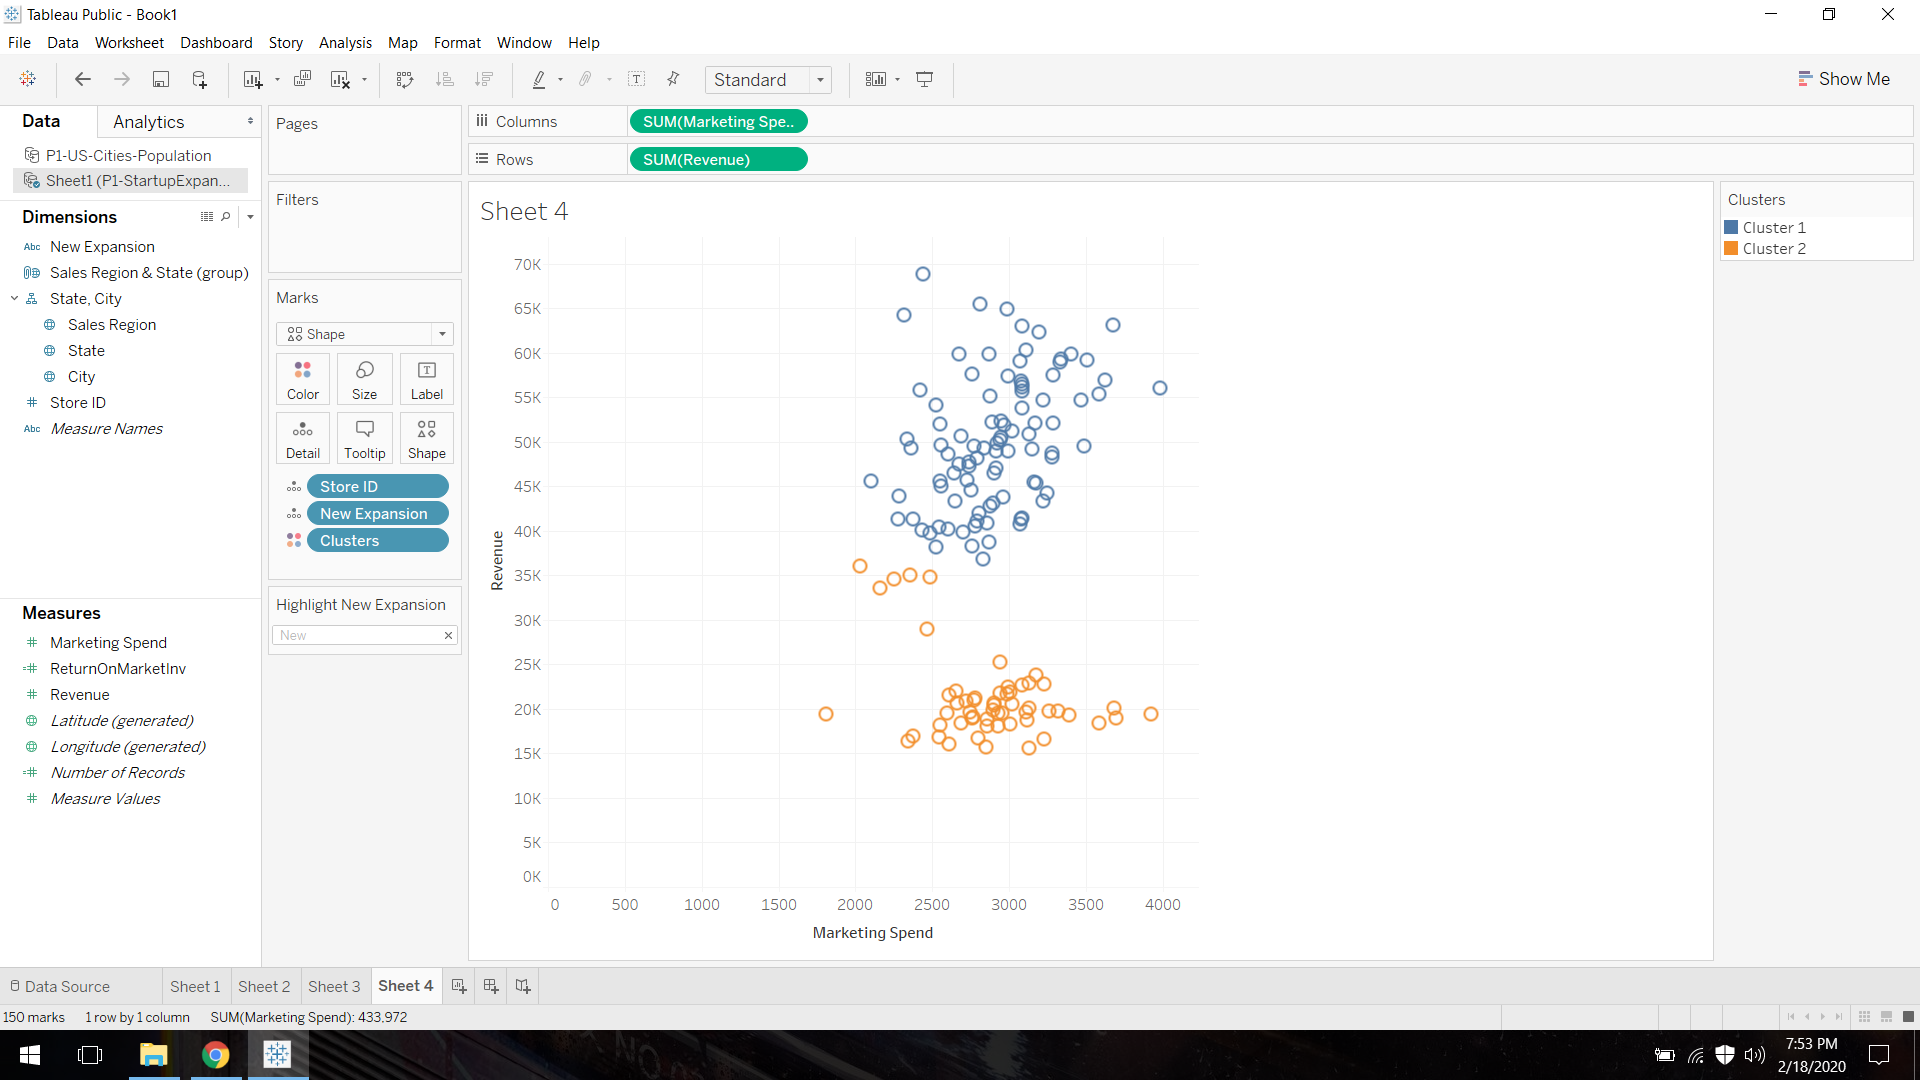 Tableau Public - Book1
File Data Worksheet Dashboard Story Analysis Map Format Window Help
Standard
Show Me
Data Analytics
P1-US-Cities-Population
Sheet1 (P1-StartupExpan...
Dimensions
Abc New Expansion
Sales Region & State (group)
State, City
Sales Region
State
City
# Store ID
Abc Measure Names
Measures
# Marketing Spend
=# ReturnOnMarketInv
# Revenue
Latitude (generated)
Longitude (generated)
=# Number of Records
# Measure Values
Pages
Filters
Marks
Shape
Color Size Label
Detail Tooltip Shape
Store ID
New Expansion
Clusters
Highlight New Expansion
New
Columns SUM(Marketing Spe..
Rows SUM(Revenue)
Sheet 4
70K
65K
60K
55K
50K
45K
40K
35K
30K
25K
20K
15K
10K
5K
0K
Revenue
0 500 1000 1500 2000 2500 3000 3500 4000
Marketing Spend
Clusters
Cluster 1
Cluster 2
Data Source Sheet 1 Sheet 2 Sheet 3 Sheet 4
150 marks 1 row by 1 column SUM(Marketing Spend): 433,972
7:53 PM
2/18/2020